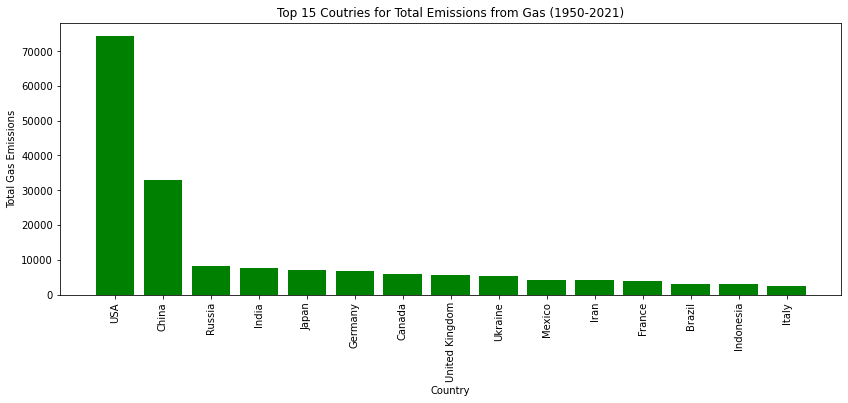 Top 15 Coutries for Total Emissions from Gas (1950-2021)
Total Gas Emissions
70000
60000
50000
40000
30000
20000
10000
0
USA
China
Russia
India
Japan
Germany
Canada
United Kingdom
Ukraine
Mexico
Iran
France
Brazil
Indonesia
Italy
Country